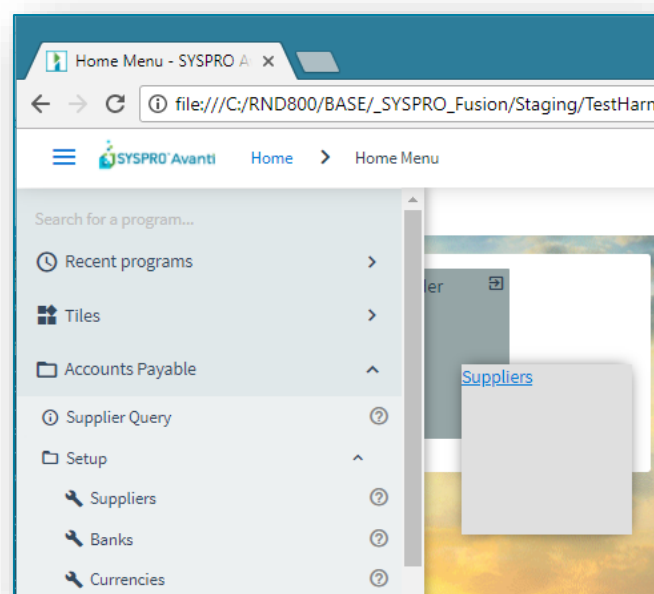 Home Menu - SYSPRO A
file:///C:/RND800/BASE/_SYSPRO_Fusion/Staging/TestHarn
SYSPRO Avanti Home > Home Menu
Search for a program...
Recent programs
Tiles
der
Accounts Payable
Suppliers
Supplier Query
Setup
Suppliers
Banks
Currencies